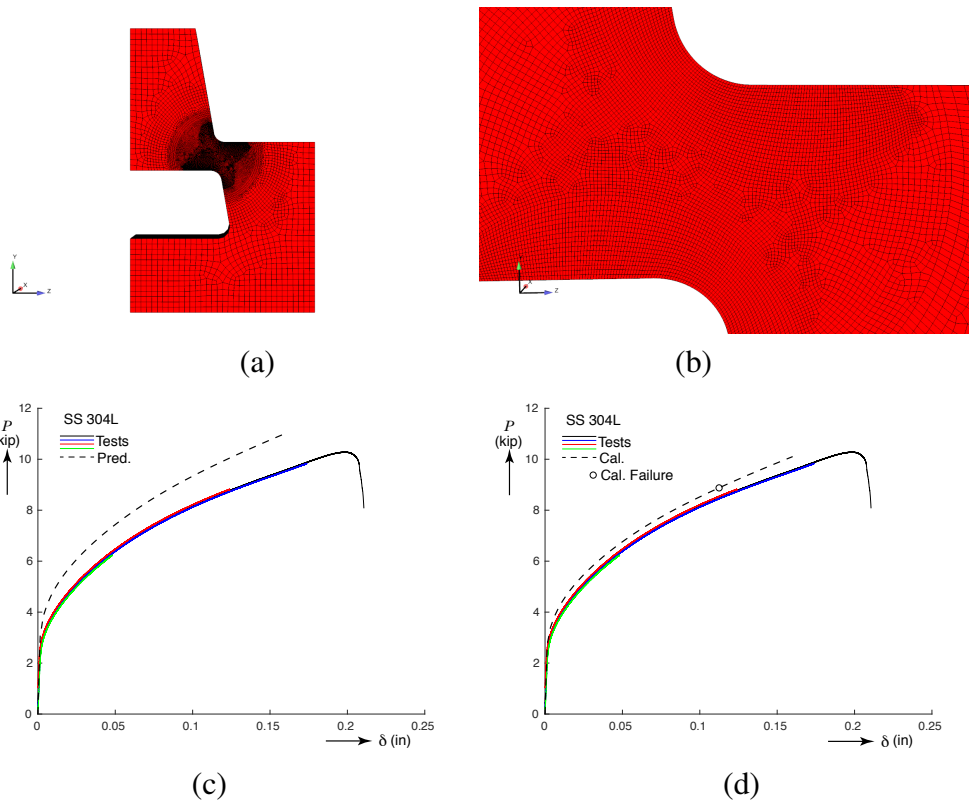 Y
X
Z
X
Z
(a)
(b)
12
10
8
6
4
2
0
P
(kip)
SS 304L
Tests
Pred.
0
0.05
0.1
0.15
0.2
0.25
δ (in)
12
10
8
6
4
2
0
P
(kip)
SS 304L
Tests
Cal.
Cal. Failure
0
0.05
0.1
0.15
0.2
0.25
δ (in)
(c)
(d)